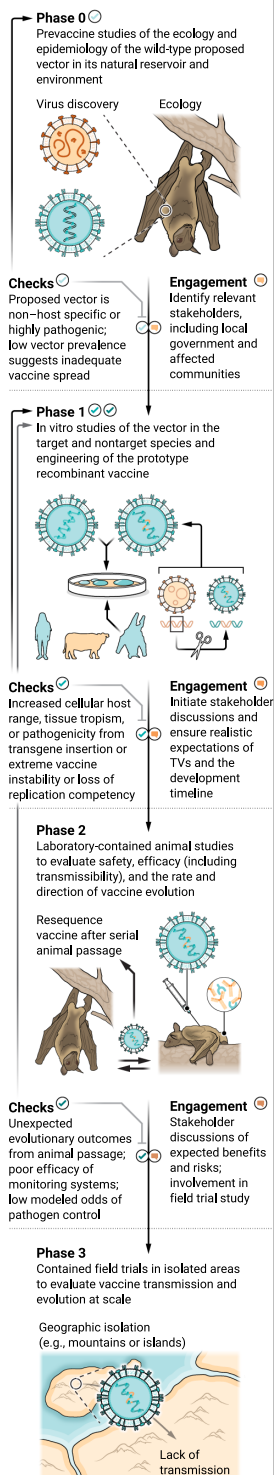 Phase 0
Prevaccine studies of the ecology and
epidemiology of the wild-type proposed
vector in its natural reservoir and
environment
Virus discovery
Ecology
Checks
Proposed vector is
non–host specific or
highly pathogenic;
low vector prevalence
suggests inadequate
vaccine spread
Engagement
Identify relevant
stakeholders,
including local
government and
affected
communities
Phase 1
In vitro studies of the vector in the
target and nontarget species and
engineering of the prototype
recombinant vaccine
Checks
Increased cellular host
range, tissue tropism,
or pathogenicity from
transgene insertion or
extreme vaccine
instability or loss of
replication competency
Engagement
Initiate stakeholder
discussions and
ensure realistic
expectations of
TVs and the
development
timeline
Phase 2
Laboratory-contained animal studies
to evaluate safety, efficacy (including
transmissibility), and the rate and
direction of vaccine evolution
Resequence
vaccine after serial
animal passage
Checks
Unexpected
evolutionary outcomes
from animal passage;
poor efficacy of
monitoring systems;
low modeled odds of
pathogen control
Engagement
Stakeholder
discussions of
expected benefits
and risks;
involvement in
field trial study
Phase 3
Contained field trials in isolated areas
to evaluate vaccine transmission and
evolution at scale
Geographic isolation
(e.g., mountains or islands)
Lack of
transmission